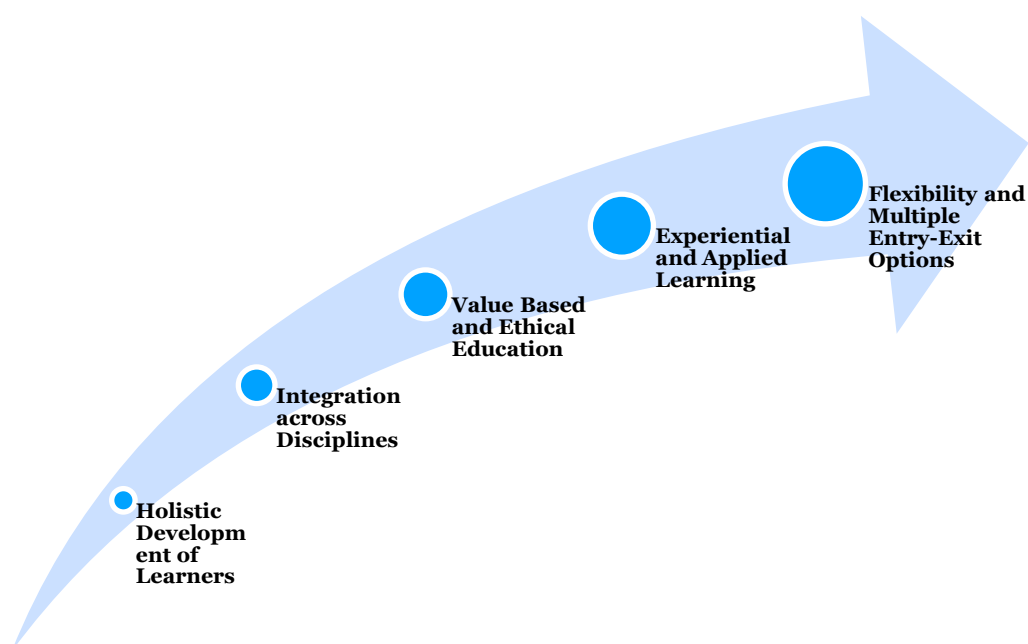 Holistic
Developm
ent of
Learners
Integration
across
Disciplines
Value Based
and Ethical
Education
Experiential
and Applied
Learning
Flexibility and
Multiple
Entry-Exit
Options